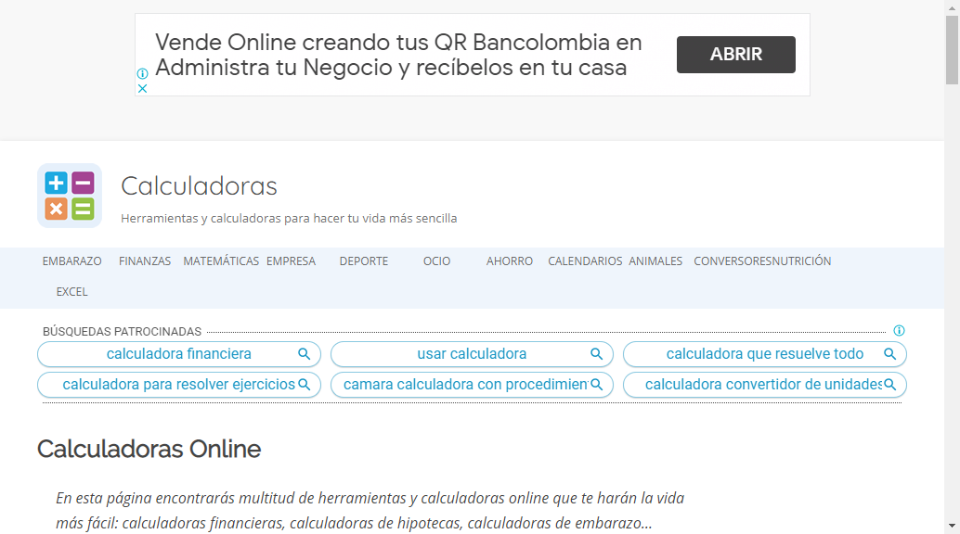 Vende Online creando tus QR Bancolombia en
Administra tu Negocio y recíbelos en tu casa
ABRIR
Calculadoras
Herramientas y calculadoras para hacer tu vida más sencilla
EMBARAZO FINANZAS MATEMÁTICAS EMPRESA DEPORTE OCIO AHORRO CALENDARIOS ANIMALES CONVERSORES NUTRICIÓN
EXCEL
BÚSQUEDAS PATROCINADAS
calculadora financiera usar calculadora calculadora que resuelve todo
calculadora para resolver ejercicios camara calculadora con procedimien calculadora convertidor de unidades
Calculadoras Online
En esta página encontrarás multitud de herramientas y calculadoras online que te harán la vida
más fácil: calculadoras financieras, calculadoras de hipotecas, calculadoras de embarazo...